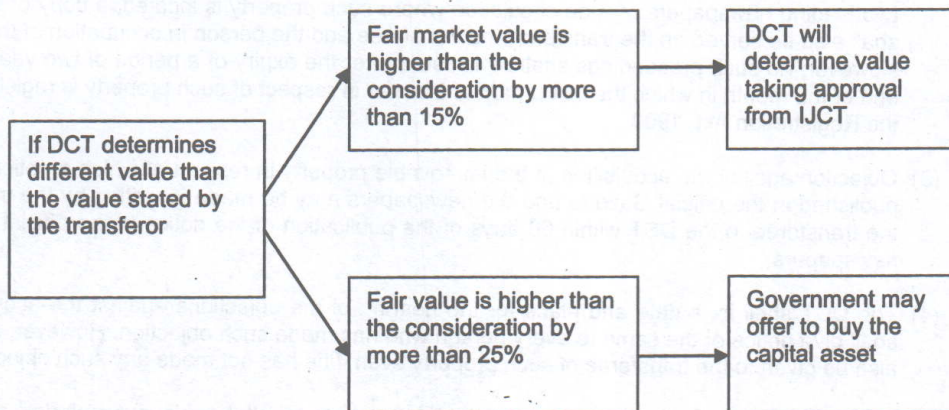 Fair market value is
higher than the
consideration by more
than 15%
DCT will
determine value
taking approval
from IJCT
If DCT determines
different value than
the value stated by
the transferor
Fair value is higher than
the consideration by
more than 25%
Government may
offer to buy the
capital asset